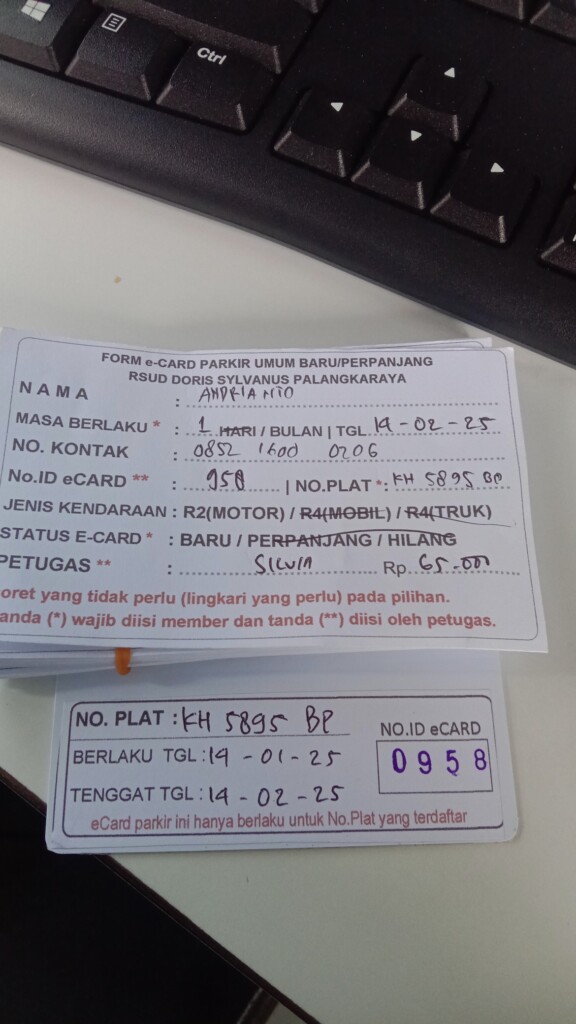 Ctrl
FORM e-CARD PARKIR UMUM BARU/PERPANJANG
RSUD DORIS SYLVANUS PALANGKARAYA
NAMA : ANDRIANTO
MASA BERLAKU * : 1 HARI / BULAN | TGL 14-02-25
NO. KONTAK : 0852 1600 0206
No.ID eCARD ** : 958 | NO.PLAT *: KH 5895 BP
JENIS KENDARAAN : R2(MOTOR) / R4(MOBIL) / R4(TRUK)
STATUS E-CARD * : BARU / PERPANJANG / HILANG
PETUGAS ** : SILVIA Rp. 65.000
oret yang tidak perlu (lingkari yang perlu) pada pilihan.
anda (*) wajib diisi member dan tanda (**) diisi oleh petugas.
NO. PLAT : KH 5895 BP
NO.ID eCARD
BERLAKU TGL : 14 - 01 - 25
0958
TENGGAT TGL : 14 - 02 - 25
eCard parkir ini hanya berlaku untuk No.Plat yang terdaftar